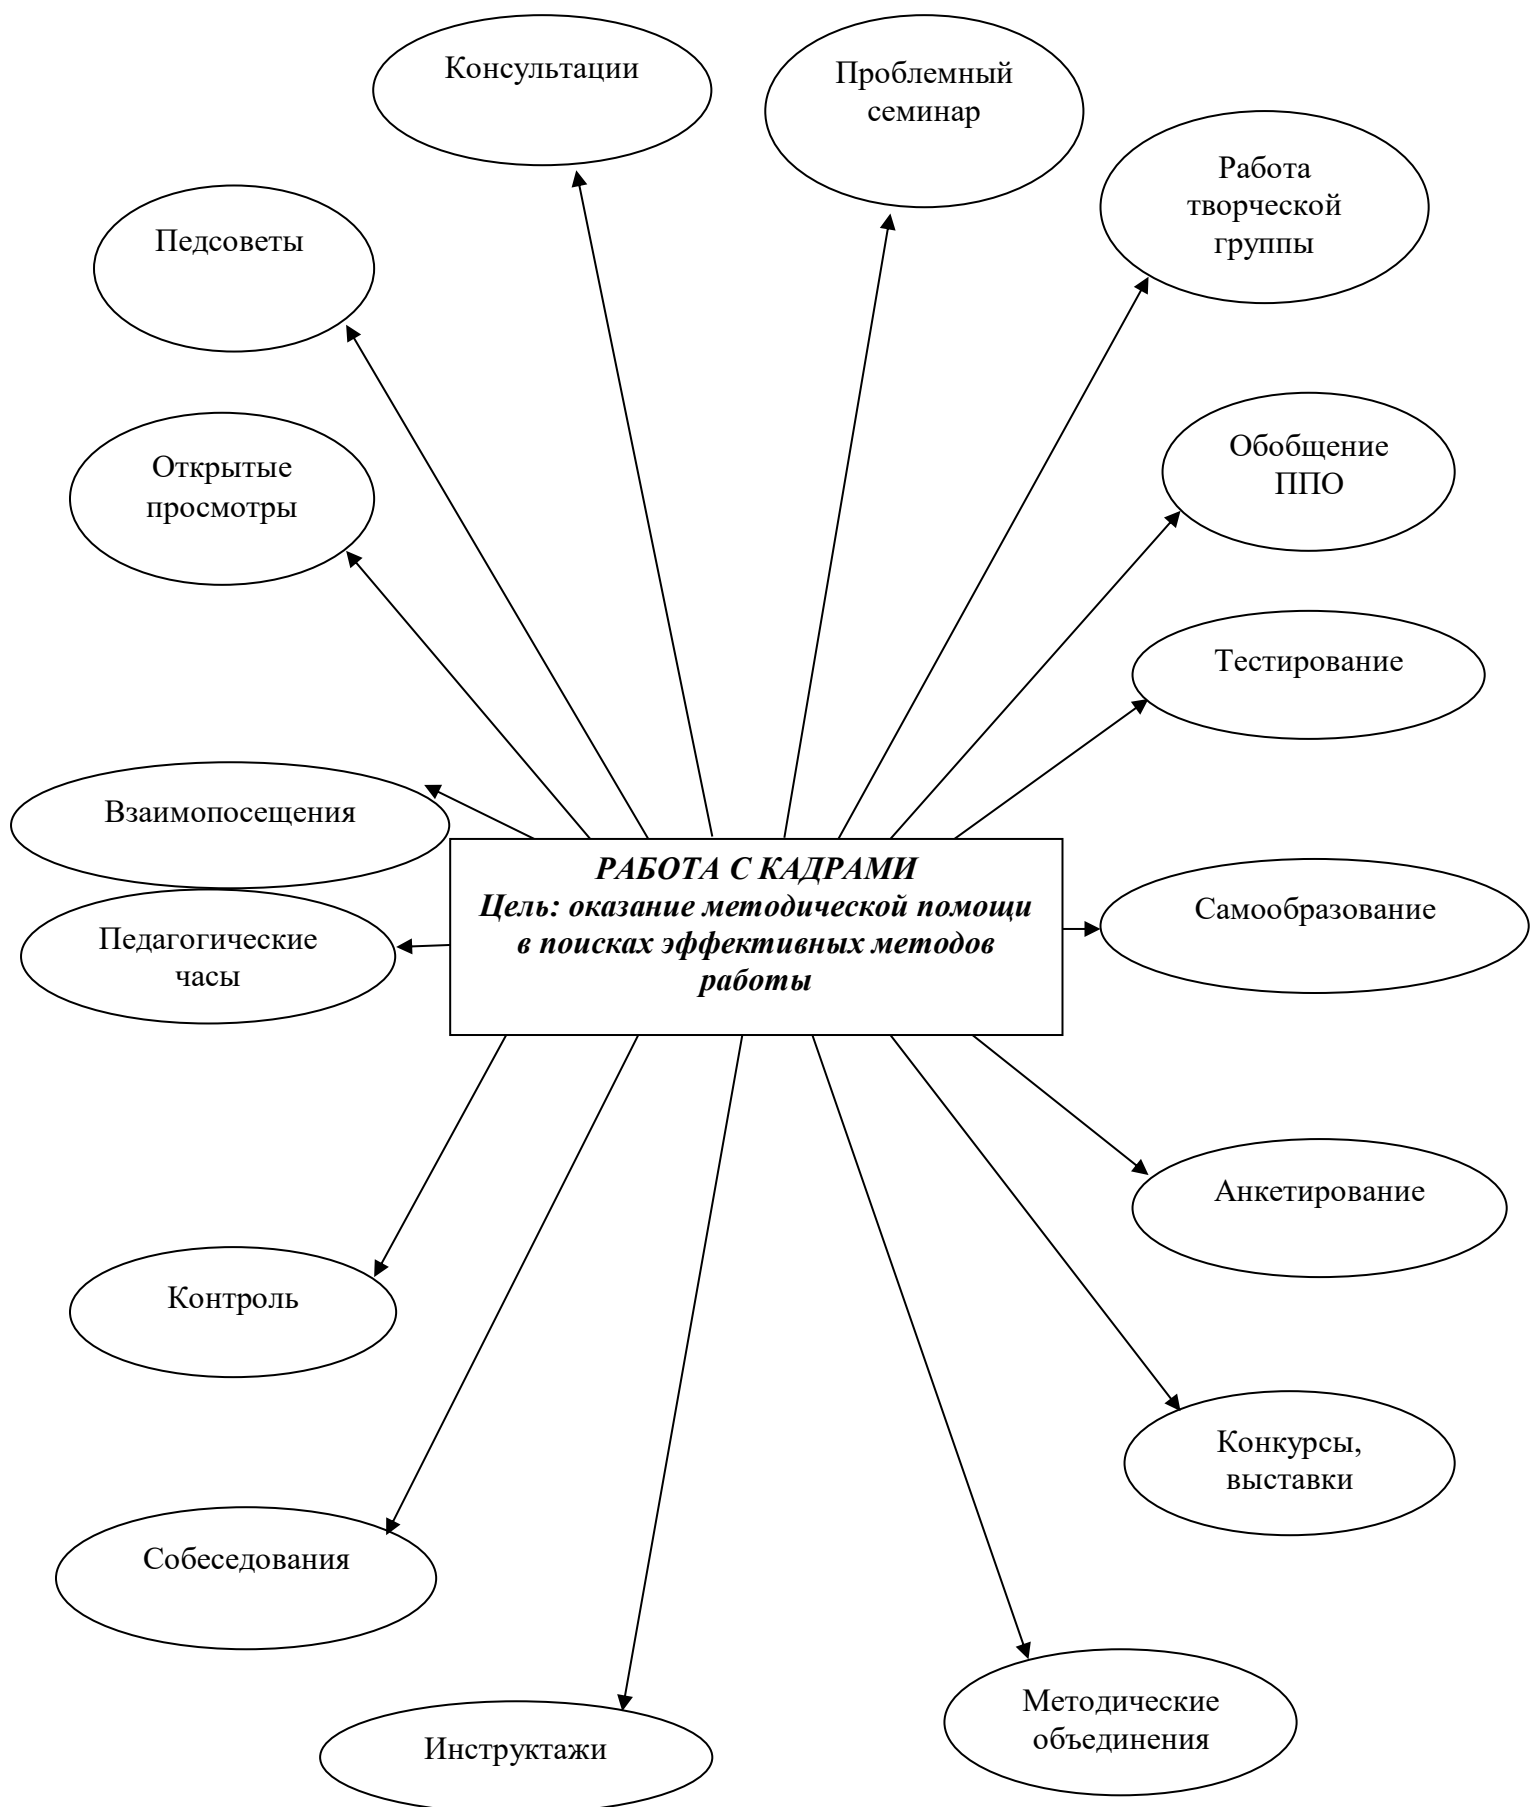 Консультации
Проблемный
семинар
Работа
творческой
группы
Педсоветы
Открытые
просмотры
Обобщение
ППО
Тестирование
Взаимопосещения
РАБОТА С КАДРАМИ
Цель: оказание методической помощи
в поисках эффективных методов
работы
Педагогические
часы
Самообразование
Анкетирование
Контроль
Конкурсы,
выставки
Собеседования
Методические
объединения
Инструктажи